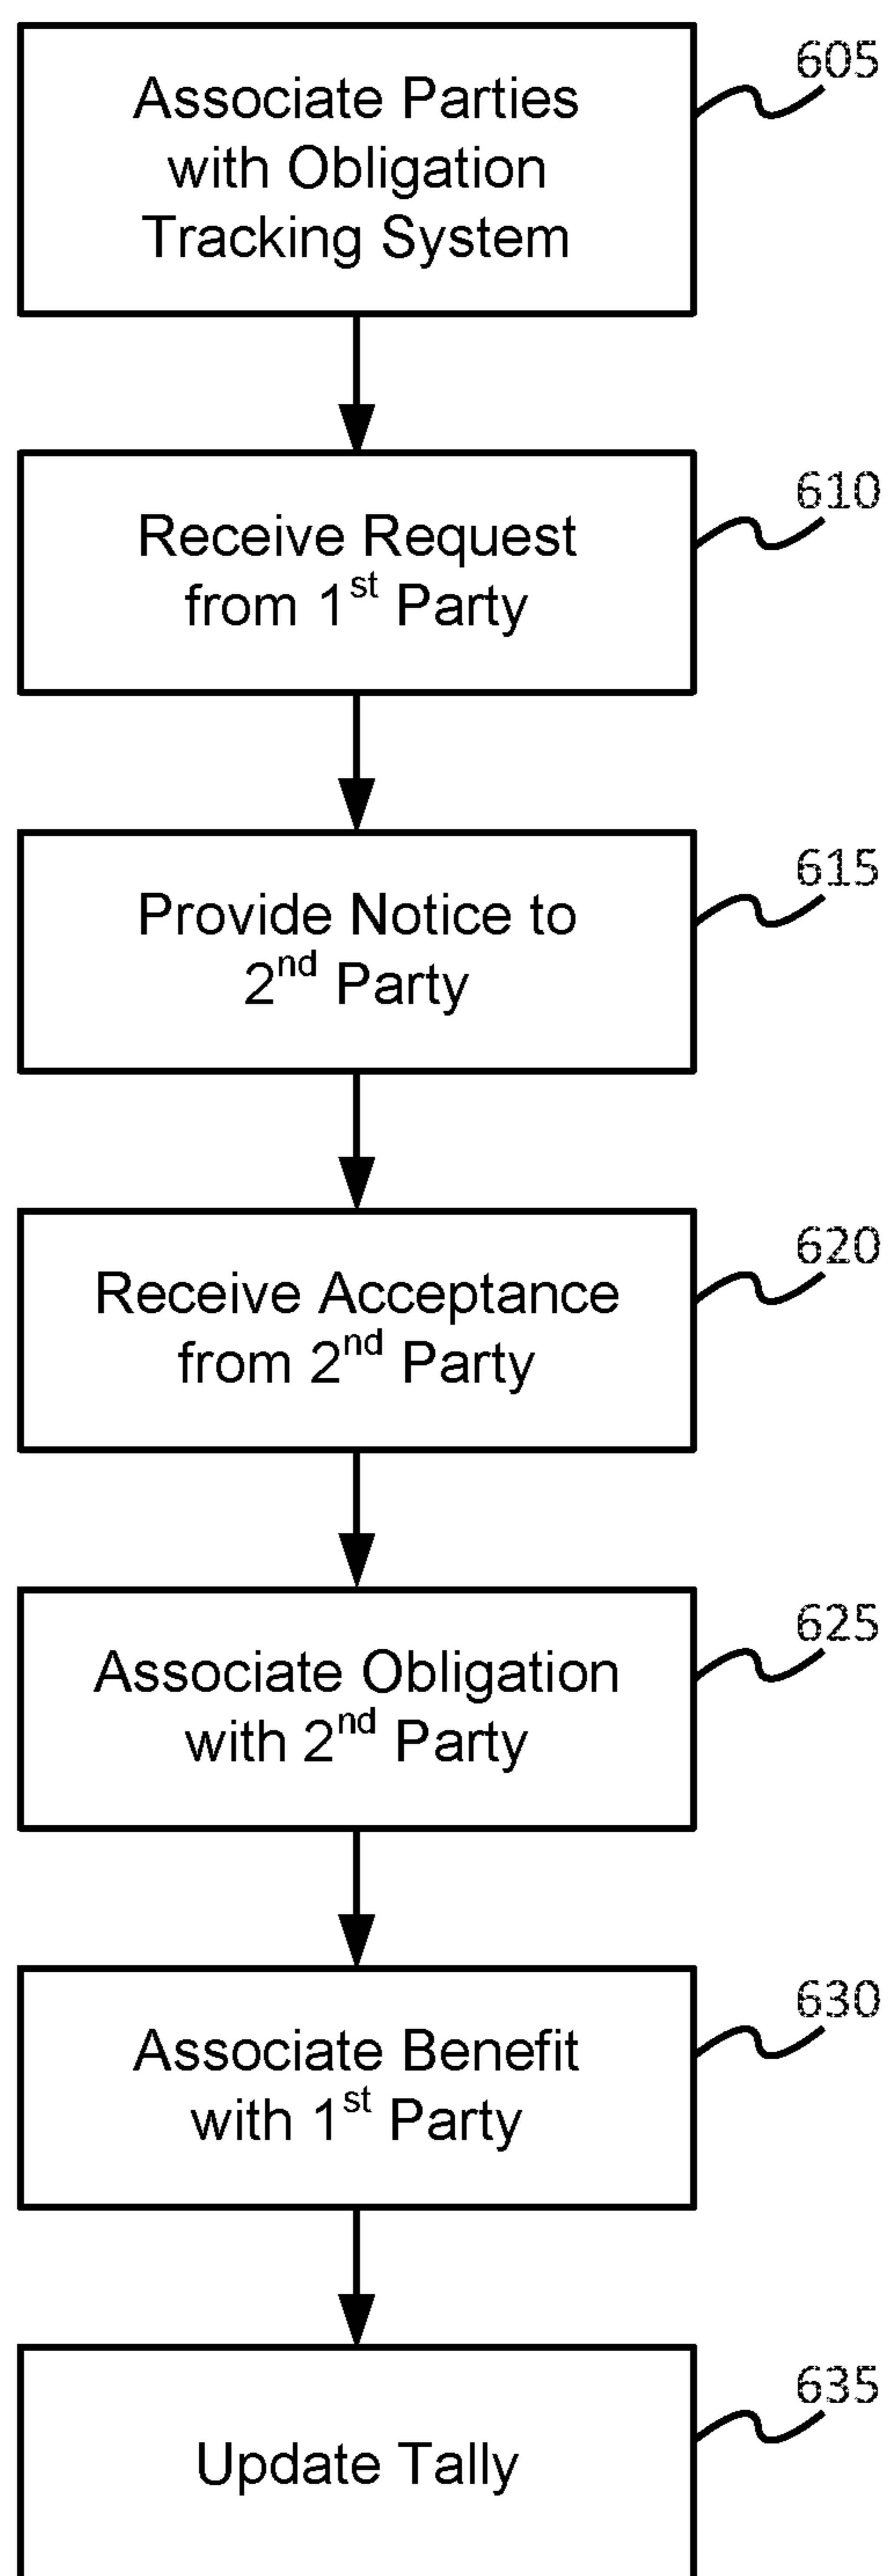 Associate Parties
with Obligation
Tracking System
605
Receive Request
from 1st Party
610
Provide Notice to
2nd Party
615
Receive Acceptance
from 2nd Party
620
Associate Obligation
with 2nd Party
625
Associate Benefit
with 1st Party
630
Update Tally
635